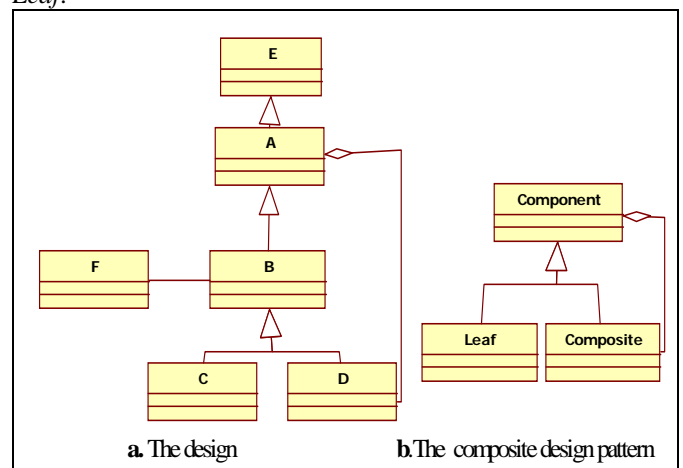 Leaf.
E
A
Component
F
B
Leaf
Composite
C
D
a. The design
b.The composite design pattern